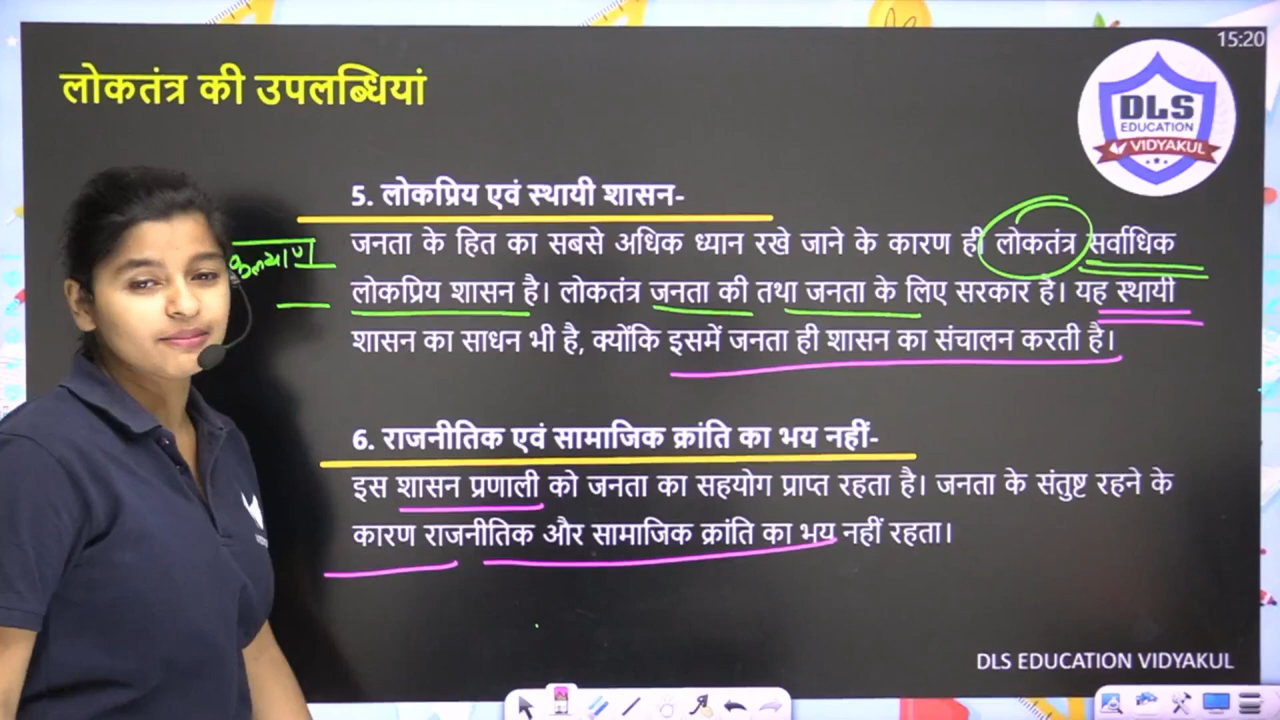 15:20
लोकतंत्र की उपलब्धियां
DLS
EDUCATION
VIDYAKUL
5. लोकप्रिय एवं स्थायी शासन-
जनता के हित का सबसे अधिक ध्यान रखे जाने के कारण ही लोकतंत्र सर्वाधिक
कल्याण
लोकप्रिय शासन है। लोकतंत्र जनता की तथा जनता के लिए सरकार है। यह स्थायी
शासन का साधन भी है, क्योंकि इसमें जनता ही शासन का संचालन करती है।
6. राजनीतिक एवं सामाजिक क्रांति का भय नहीं-
इस शासन प्रणाली को जनता का सहयोग प्राप्त रहता है। जनता के संतुष्ट रहने के
कारण राजनीतिक और सामाजिक क्रांति का भय नहीं रहता।
DLS EDUCATION VIDYAKUL